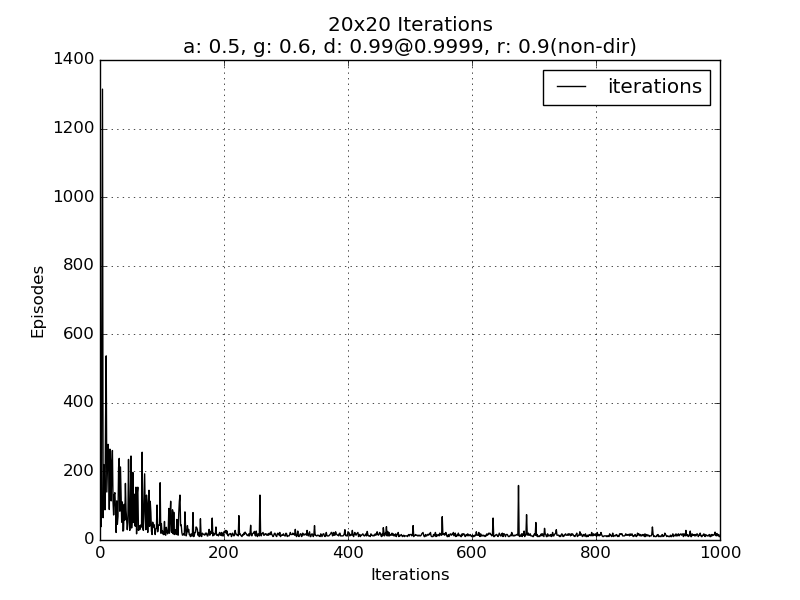 20x20 Iterations
a: 0.5, g: 0.6, d: 0.99@0.9999, r: 0.9(non-dir)
iterations
1400
1200
1000
800
600
400
200
0
Episodes
0 200 400 600 800 1000
Iterations